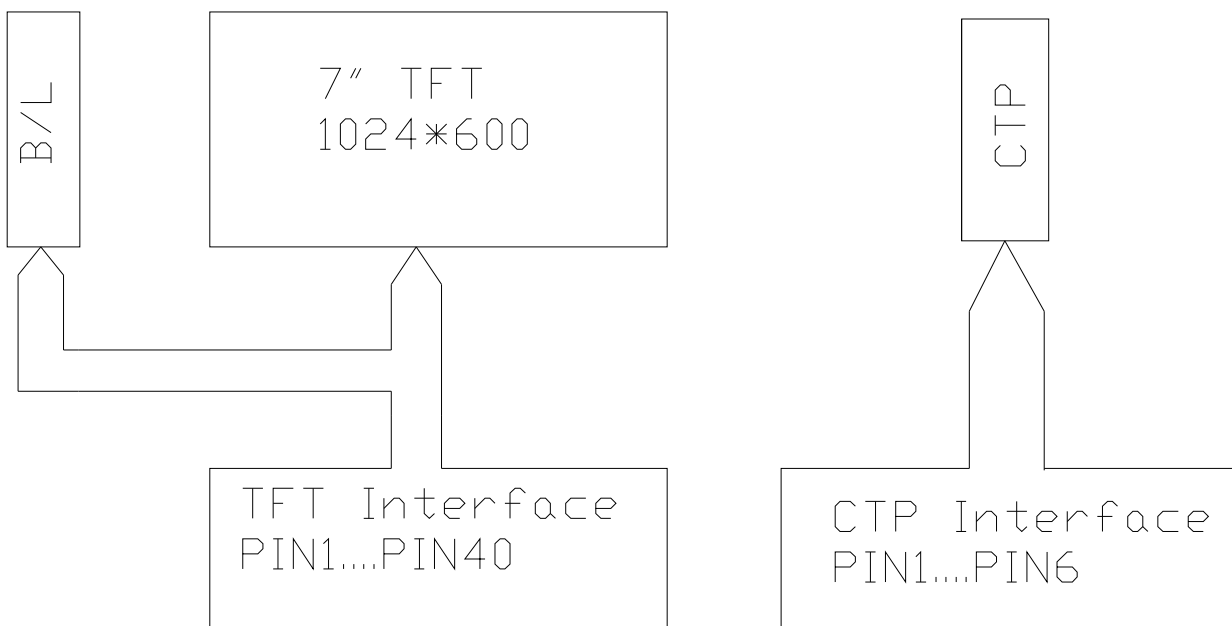 B/L
7" TFT
1024*600
CTP
TFT Interface
PIN1....PIN40
CTP Interface
PIN1....PIN6